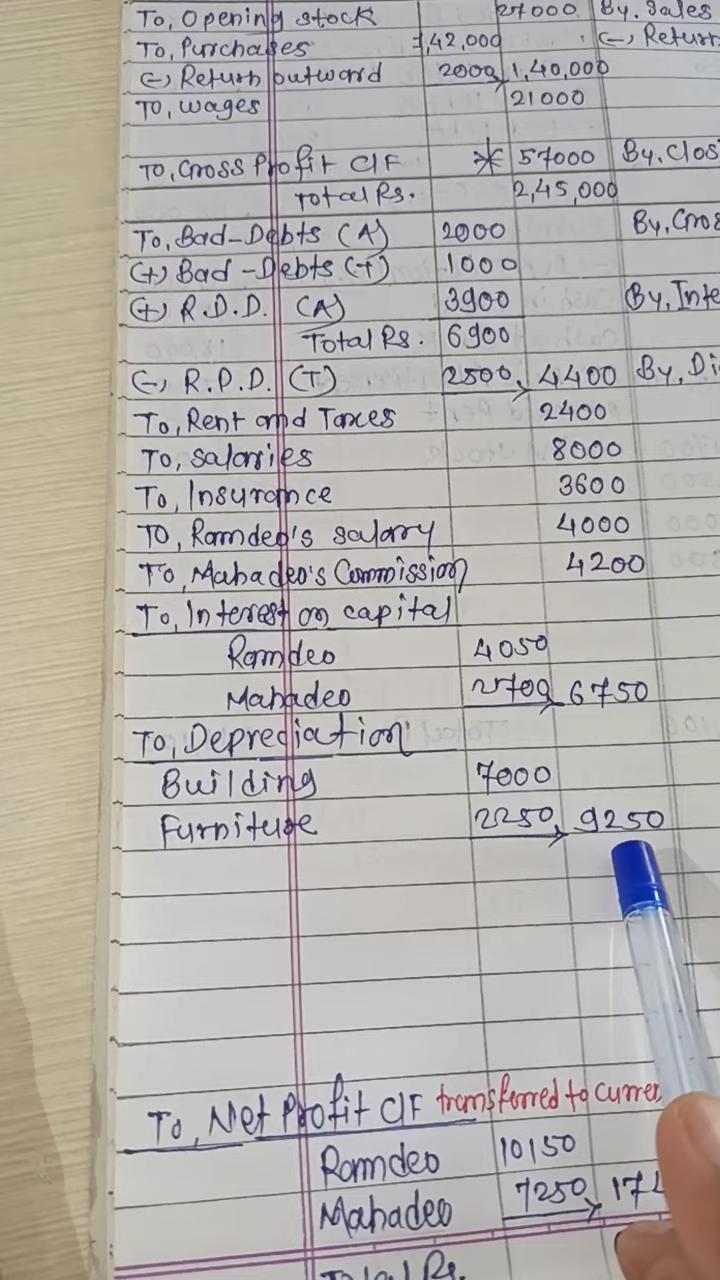 To, Opening stock 27000 By, Sales
To, Purchases 1,42,000 (-) Return
(-) Return outward 2000 1,40,000
To, wages 21000
To, Gross Profit C/F * 57000 By, Clos
Total Rs. 2,45,000
To, Bad-Debts (A) 2000 By, Gros
(+) Bad-Debts (T) 1000
(+) R.D.D. (A) 3900 By, Inte
Total Rs. 6900
(-) R.D.D. (T) 2500 4400 By, Di
To, Rent and Taxes 2400
To, salaries 8000
To, Insurance 3600
TO, Ramdeo's salary 4000
To, Mahadeo's Commission 4200
To, Interest on capital
Ramdeo 4050
Mahadeo 2700 6750
To, Depreciation
Building 7000
Furniture 2250 9250
To, Net Profit C/F transferred to Curre
Ramdeo 10150
Mahadeo 7250 174
Total Rs.